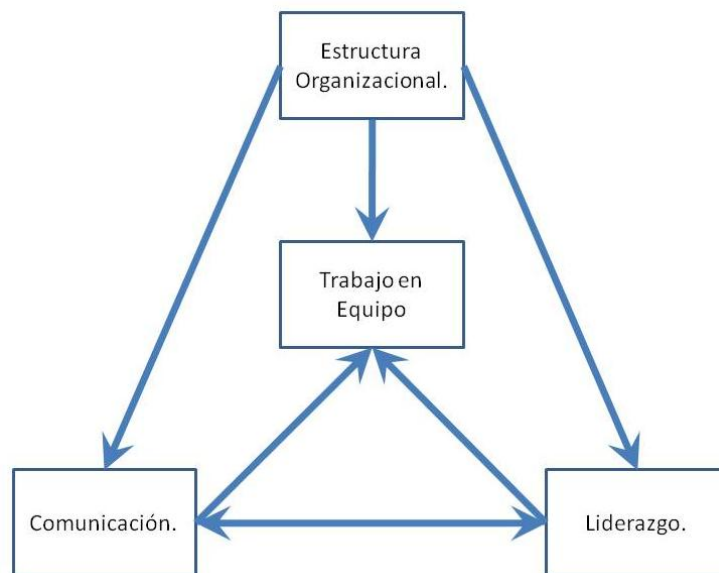 Estructura
Organizacional.
Trabajo en
Equipo
Comunicación.
Liderazgo.